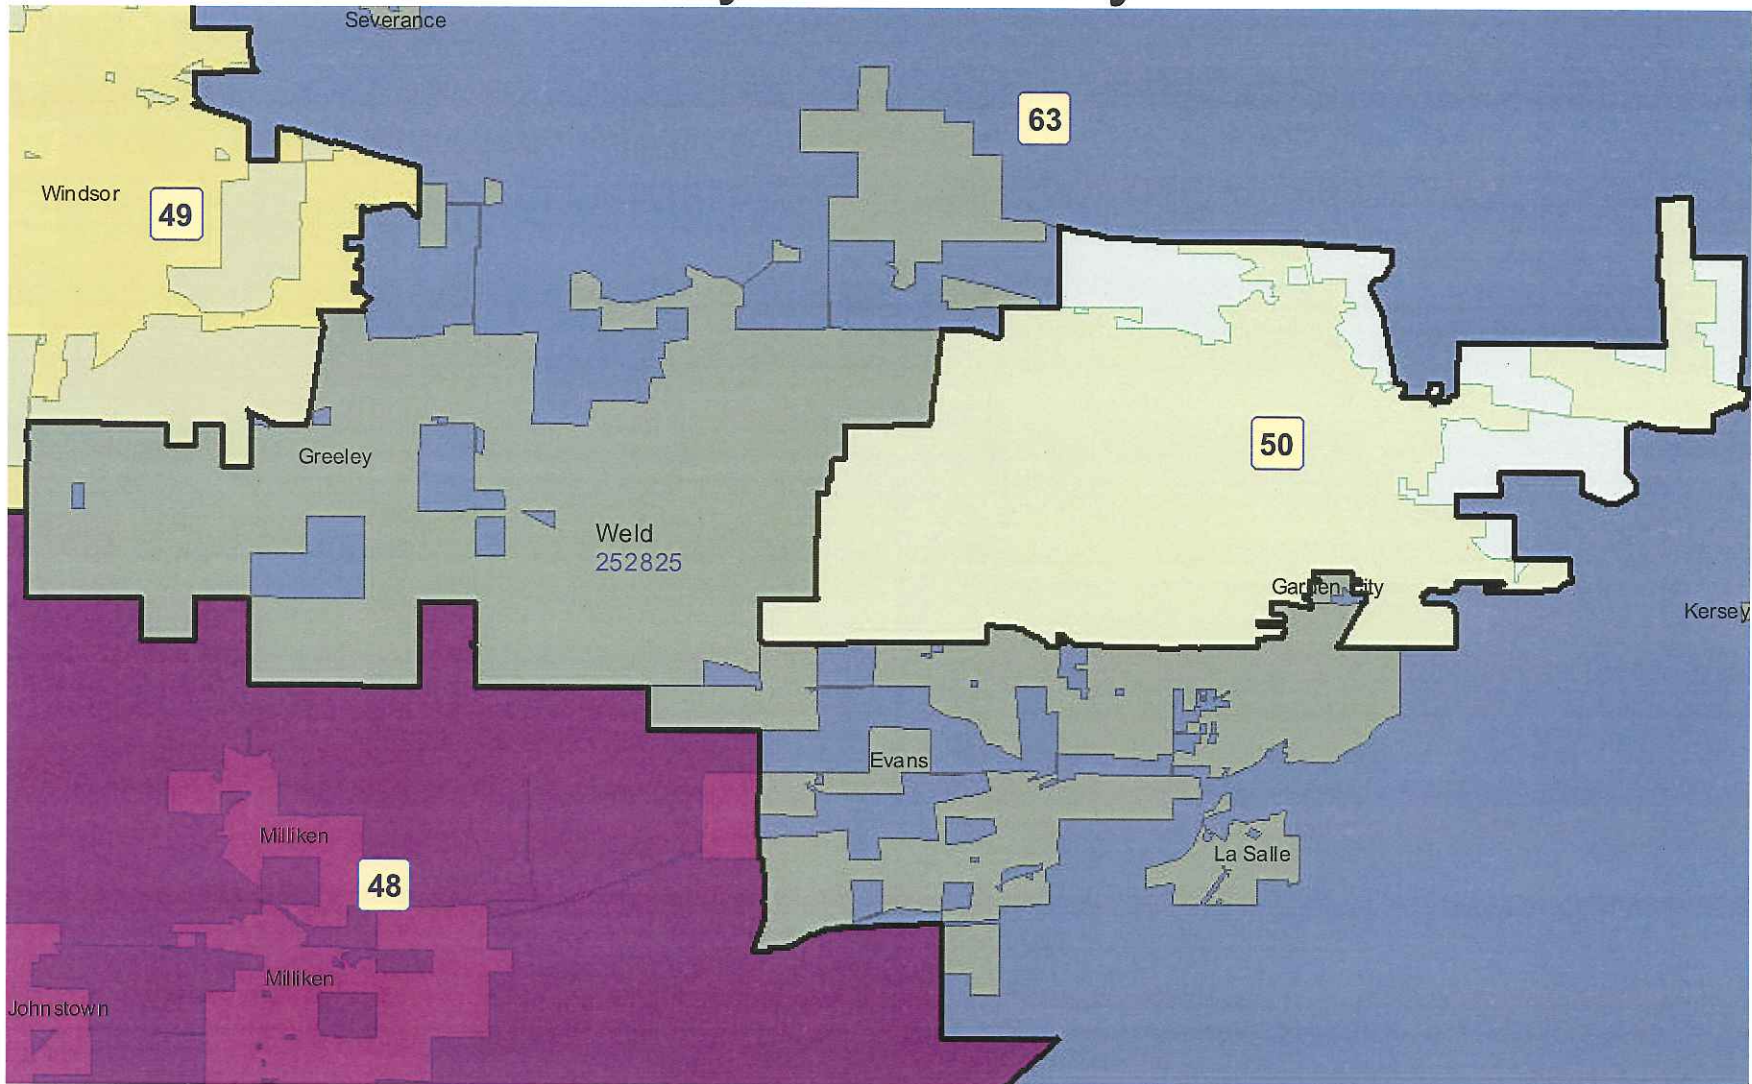 Severance
63
Windsor
49
50
Greeley
Weld
252825
Garden City
Kersey
Evans
Milliken
48
La Salle
Milliken
Johnstown